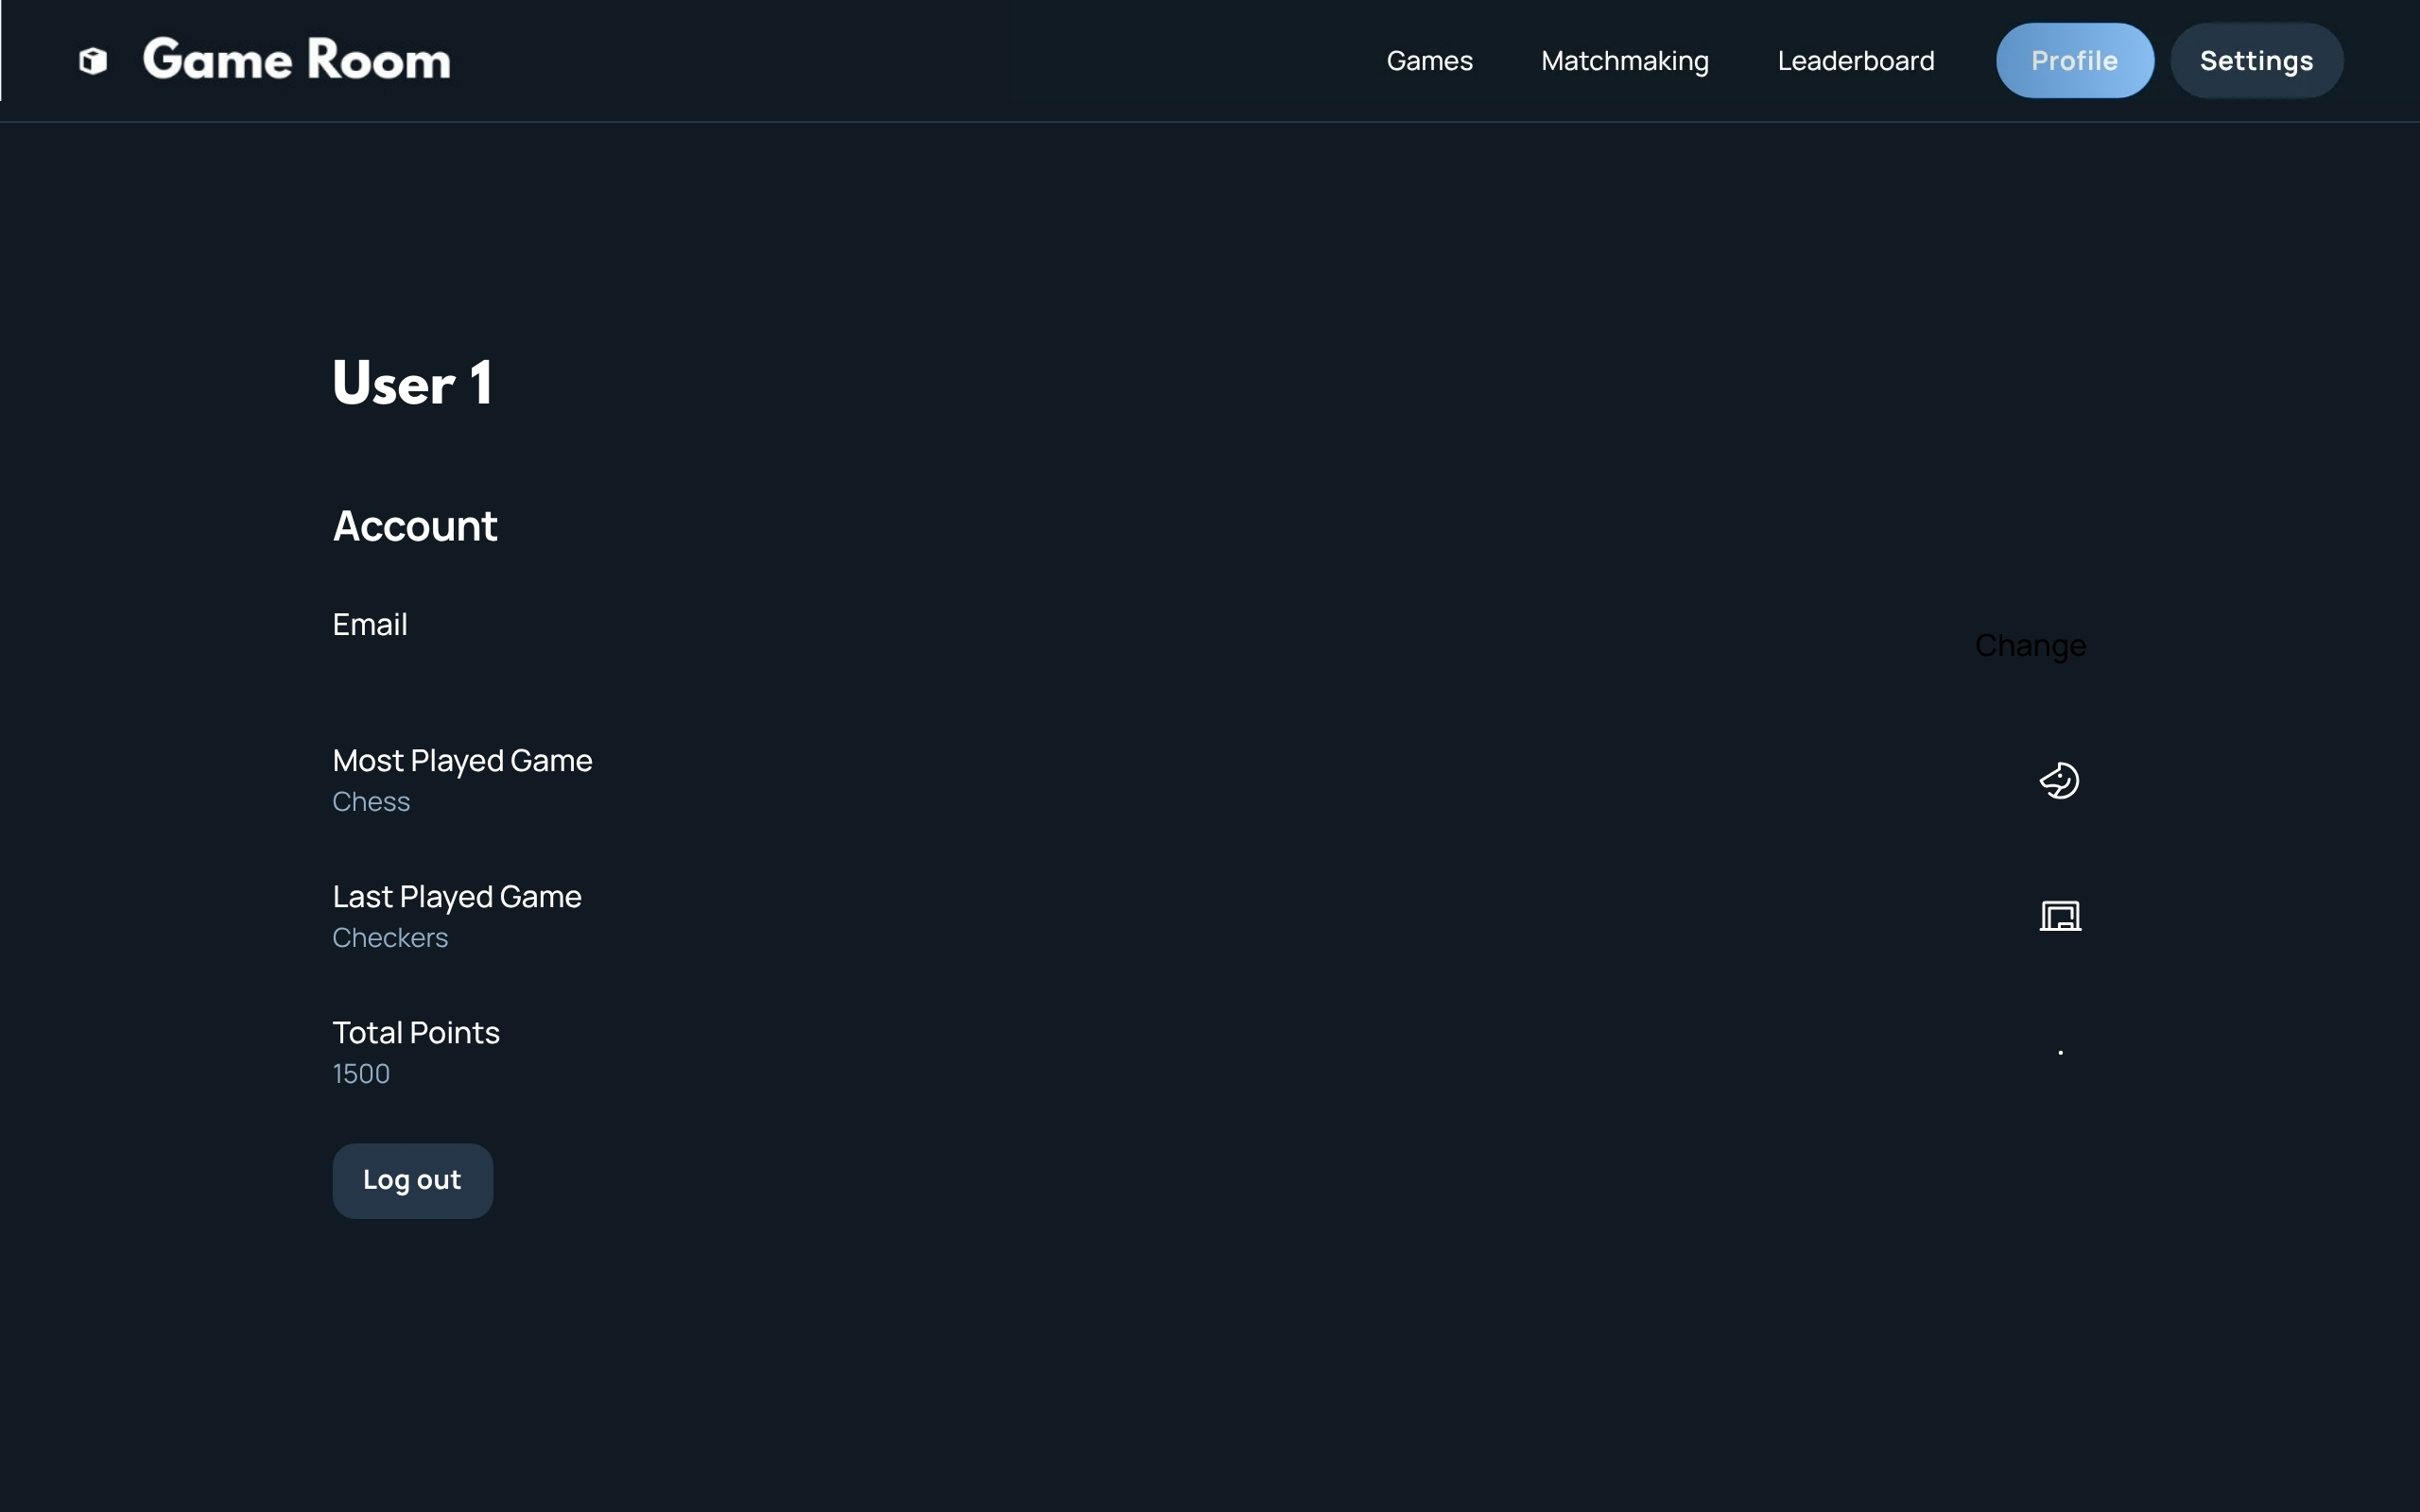 Game Room
Games
Matchmaking
Leaderboard
Profile
Settings
User 1
Account
Email
Change
Most Played Game
Chess
Last Played Game
Checkers
Total Points
1500
Log out